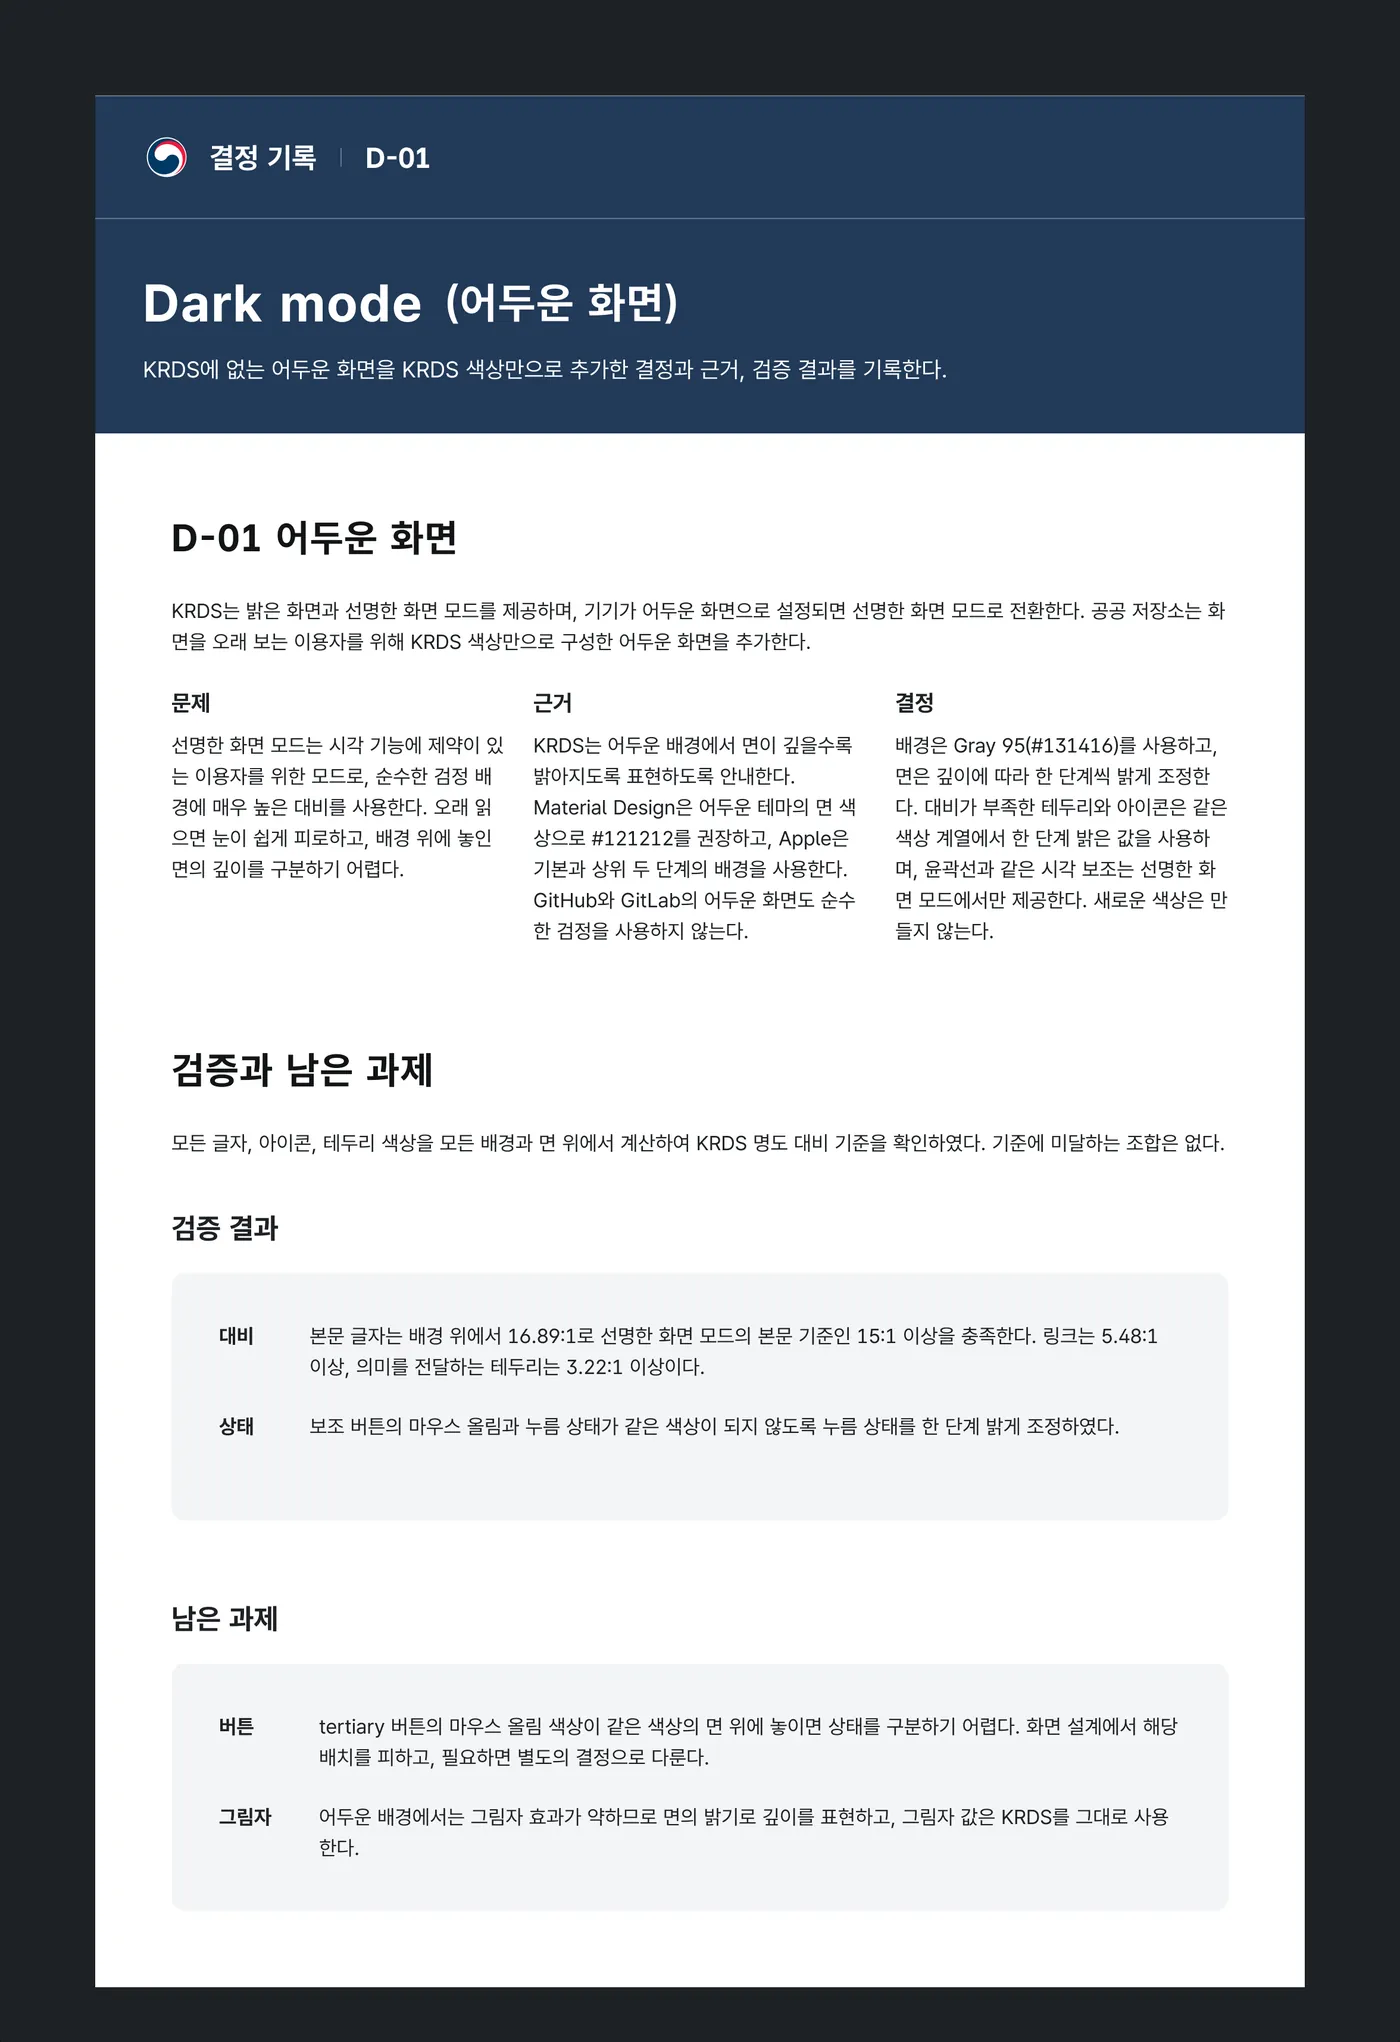 결정 기록
D-01
Dark mode (어두운 화면)
KRDS에 없는 어두운 화면을 KRDS 색상만으로 추가한 결정과 근거, 검증 결과를 기록한다.
D-01 어두운 화면
KRDS는 밝은 화면과 선명한 화면 모드를 제공하며, 기기가 어두운 화면으로 설정되면 선명한 화면 모드로 전환한다. 공공 저장소는 화
면을 오래 보는 이용자를 위해 KRDS 색상만으로 구성한 어두운 화면을 추가한다.
문제
선명한 화면 모드는 시각 기능에 제약이 있
는 이용자를 위한 모드로, 순수한 검정 배
경에 매우 높은 대비를 사용한다. 오래 읽
으면 눈이 쉽게 피로하고, 배경 위에 놓인
면의 깊이를 구분하기 어렵다.
근거
KRDS는 어두운 배경에서 면이 깊을수록
밝아지도록 표현하도록 안내한다.
Material Design은 어두운 테마의 면 색
상으로 #121212를 권장하고, Apple은
기본과 상위 두 단계의 배경을 사용한다.
GitHub와 GitLab의 어두운 화면도 순수
한 검정을 사용하지 않는다.
결정
배경은 Gray 95(#131416)를 사용하고,
면은 깊이에 따라 한 단계씩 밝게 조정한
다. 대비가 부족한 테두리와 아이콘은 같은
색상 계열에서 한 단계 밝은 값을 사용하
며, 윤곽선과 같은 시각 보조는 선명한 화
면 모드에서만 제공한다. 새로운 색상은 만
들지 않는다.
검증과 남은 과제
모든 글자, 아이콘, 테두리 색상을 모든 배경과 면 위에서 계산하여 KRDS 명도 대비 기준을 확인하였다. 기준에 미달하는 조합은 없다.
검증 결과
대비
본문 글자는 배경 위에서 16.89:1로 선명한 화면 모드의 본문 기준인 15:1 이상을 충족한다. 링크는 5.48:1
이상, 의미를 전달하는 테두리는 3.22:1 이상이다.
상태
보조 버튼의 마우스 올림과 누름 상태가 같은 색상이 되지 않도록 누름 상태를 한 단계 밝게 조정하였다.
남은 과제
버튼
tertiary 버튼의 마우스 올림 색상이 같은 색상의 면 위에 놓이면 상태를 구분하기 어렵다. 화면 설계에서 해당
배치를 피하고, 필요하면 별도의 결정으로 다룬다.
그림자
어두운 배경에서는 그림자 효과가 약하므로 면의 밝기로 깊이를 표현하고, 그림자 값은 KRDS를 그대로 사용
한다.